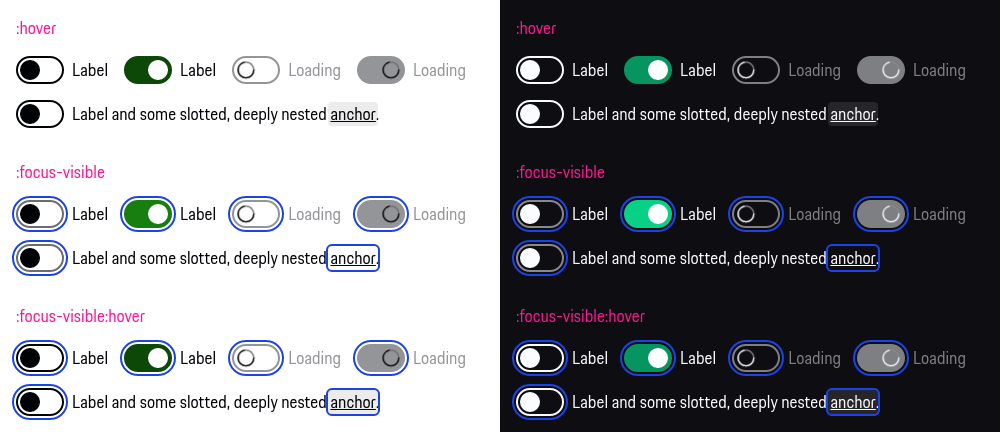 :hover
Label Label Loading Loading
Label and some slotted, deeply nested anchor.
:focus-visible
Label Label Loading Loading
Label and some slotted, deeply nested anchor.
:focus-visible:hover
Label Label Loading Loading
Label and some slotted, deeply nested anchor.
:hover
Label Label Loading Loading
Label and some slotted, deeply nested anchor.
:focus-visible
Label Label Loading Loading
Label and some slotted, deeply nested anchor.
:focus-visible:hover
Label Label Loading Loading
Label and some slotted, deeply nested anchor.